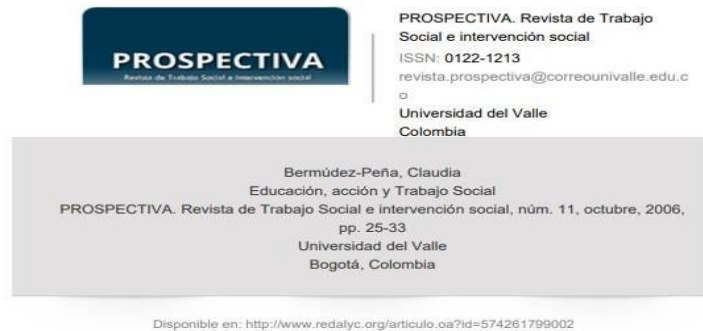 PROSPECTIVA
Revista de Trabajo Social e intervención social
PROSPECTIVA. Revista de Trabajo
Social e intervención social
ISSN: 0122-1213
revista.prospectiva@correounivalle.edu.c
o
Universidad del Valle
Colombia
Bermúdez-Peña, Claudia
Educación, acción y Trabajo Social
PROSPECTIVA. Revista de Trabajo Social e intervención social, núm. 11, octubre, 2006,
pp. 25-33
Universidad del Valle
Bogotá, Colombia
Disponible en: http://www.redalyc.org/articulo.oa?id=574261799002